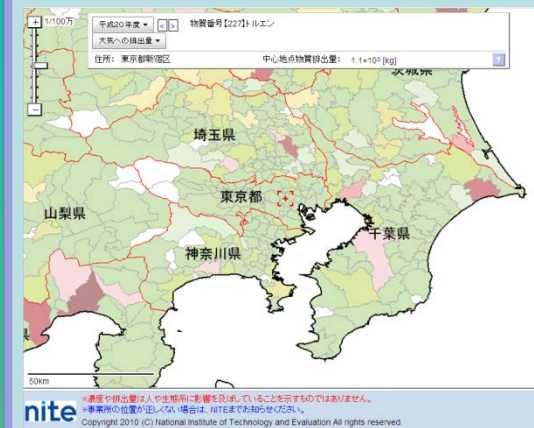 1/100万
平成20年度 < > 物質番号【227】トルエン
大気への排出量
住所: 東京都新宿区 中心地点物質排出量: 1.1×10³ [kg]
茨城県
埼玉県
東京都
山梨県
千葉県
神奈川県
県
50km
nite
*濃度や排出量は人や生態系に影響を及ぼしていることを示すものではありません。
*事業所の位置が正しくない場合は、NITEまでお知らせください。
Copyright 2010 (C) National Institute of Technology and Evaluation All rights reserved.